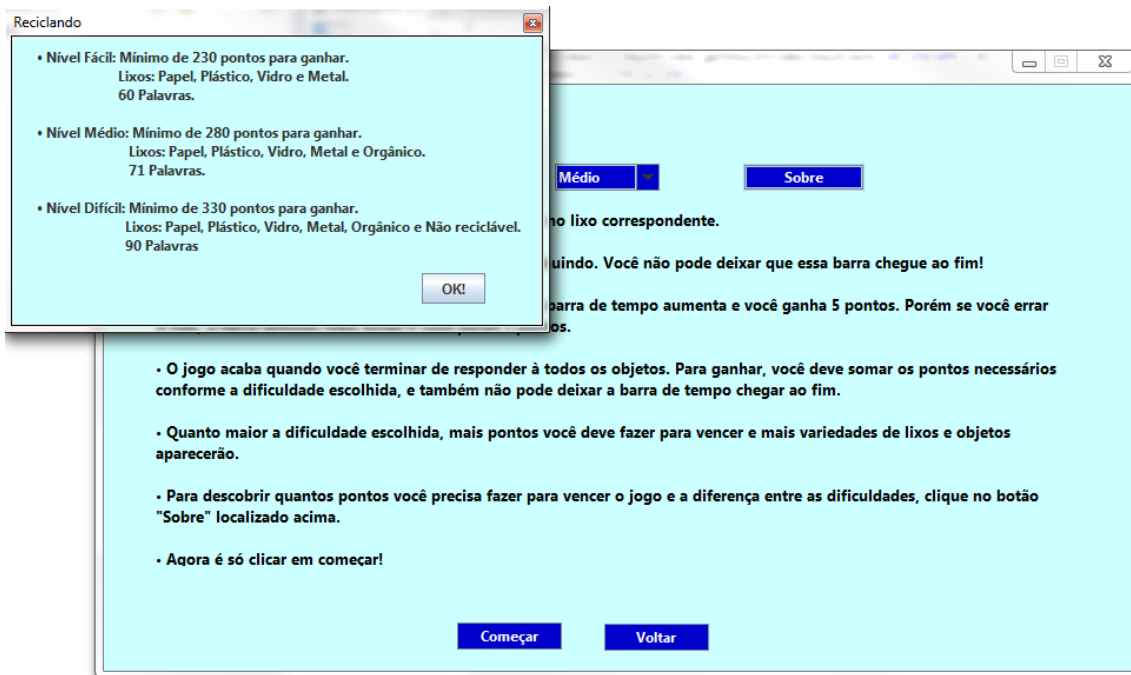 Reciclando
• Nível Fácil: Mínimo de 230 pontos para ganhar.
Lixos: Papel, Plástico, Vidro e Metal.
60 Palavras.
• Nível Médio: Mínimo de 280 pontos para ganhar.
Lixos: Papel, Plástico, Vidro, Metal e Orgânico.
71 Palavras.
• Nível Difícil: Mínimo de 330 pontos para ganhar.
Lixos: Papel, Plástico, Vidro, Metal, Orgânico e Não reciclável.
90 Palavras
OK!
Médio
Sobre
no lixo correspondente.
uindo. Você não pode deixar que essa barra chegue ao fim!
barra de tempo aumenta e você ganha 5 pontos. Porém se você errar
os.
• O jogo acaba quando você terminar de responder à todos os objetos. Para ganhar, você deve somar os pontos necessários
conforme a dificuldade escolhida, e também não pode deixar a barra de tempo chegar ao fim.
• Quanto maior a dificuldade escolhida, mais pontos você deve fazer para vencer e mais variedades de lixos e objetos
aparecerão.
• Para descobrir quantos pontos você precisa fazer para vencer o jogo e a diferença entre as dificuldades, clique no botão
"Sobre" localizado acima.
• Agora é só clicar em começar!
Começar
Voltar